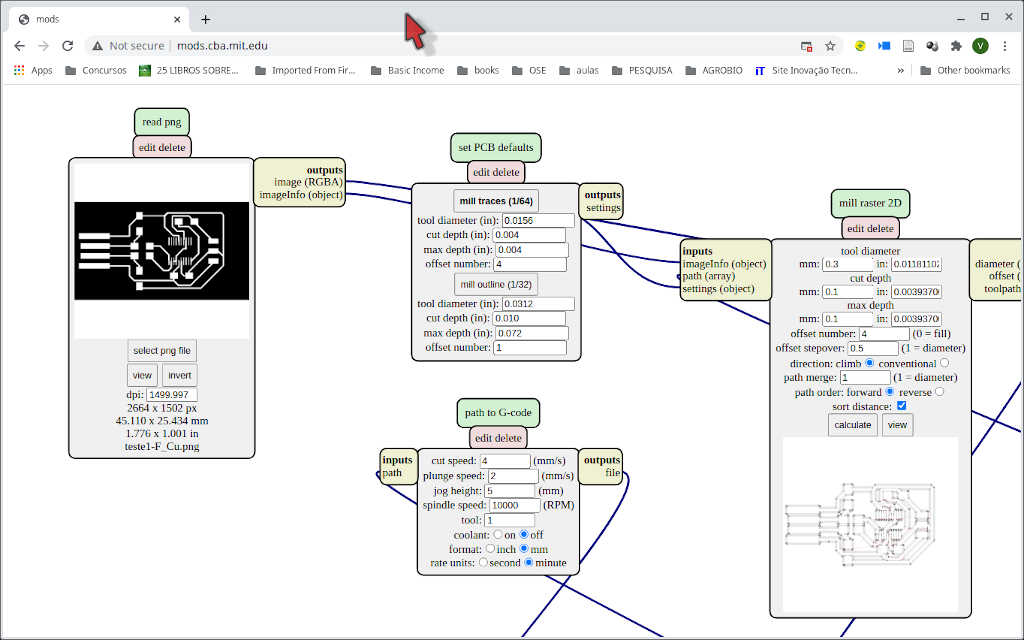 mods
Not secure | mods.cba.mit.edu
V
Apps Concursos 25 LIBROS SOBRE... Imported From Fir... Basic Income books OSE aulas PESQUISA AGROBIO iT Site Inovação Tecn... » Other bookmarks
read png
edit delete
outputs
image (RGBA)
imageInfo (object)
select png file
view invert
dpi: 1499.997
2664 x 1502 px
45.110 x 25.434 mm
1.776 x 1.001 in
teste1-F_Cu.png
set PCB defaults
edit delete
mill traces (1/64)
tool diameter (in): 0.0156
cut depth (in): 0.004
max depth (in): 0.004
offset number: 4
mill outline (1/32)
tool diameter (in): 0.0312
cut depth (in): 0.010
max depth (in): 0.072
offset number: 1
outputs
settings
path to G-code
edit delete
inputs
path
cut speed: 4 (mm/s)
plunge speed: 2 (mm/s)
jog height: 5 (mm)
spindle speed: 10000 (RPM)
tool: 1
coolant: on off
format: inch mm
rate units: second minute
outputs
file
mill raster 2D
edit delete
inputs
imageInfo (object)
path (array)
settings (object)
tool diameter
mm: 0.3 in: 0.0118110
cut depth
mm: 0.1 in: 0.0039370
max depth
mm: 0.1 in: 0.0039370
offset number: 4 (0 = fill)
offset stepover: 0.5 (1 = diameter)
direction: climb conventional
path merge: 1 (1 = diameter)
path order: forward reverse
sort distance:
calculate view
diameter (
offset (
toolpath